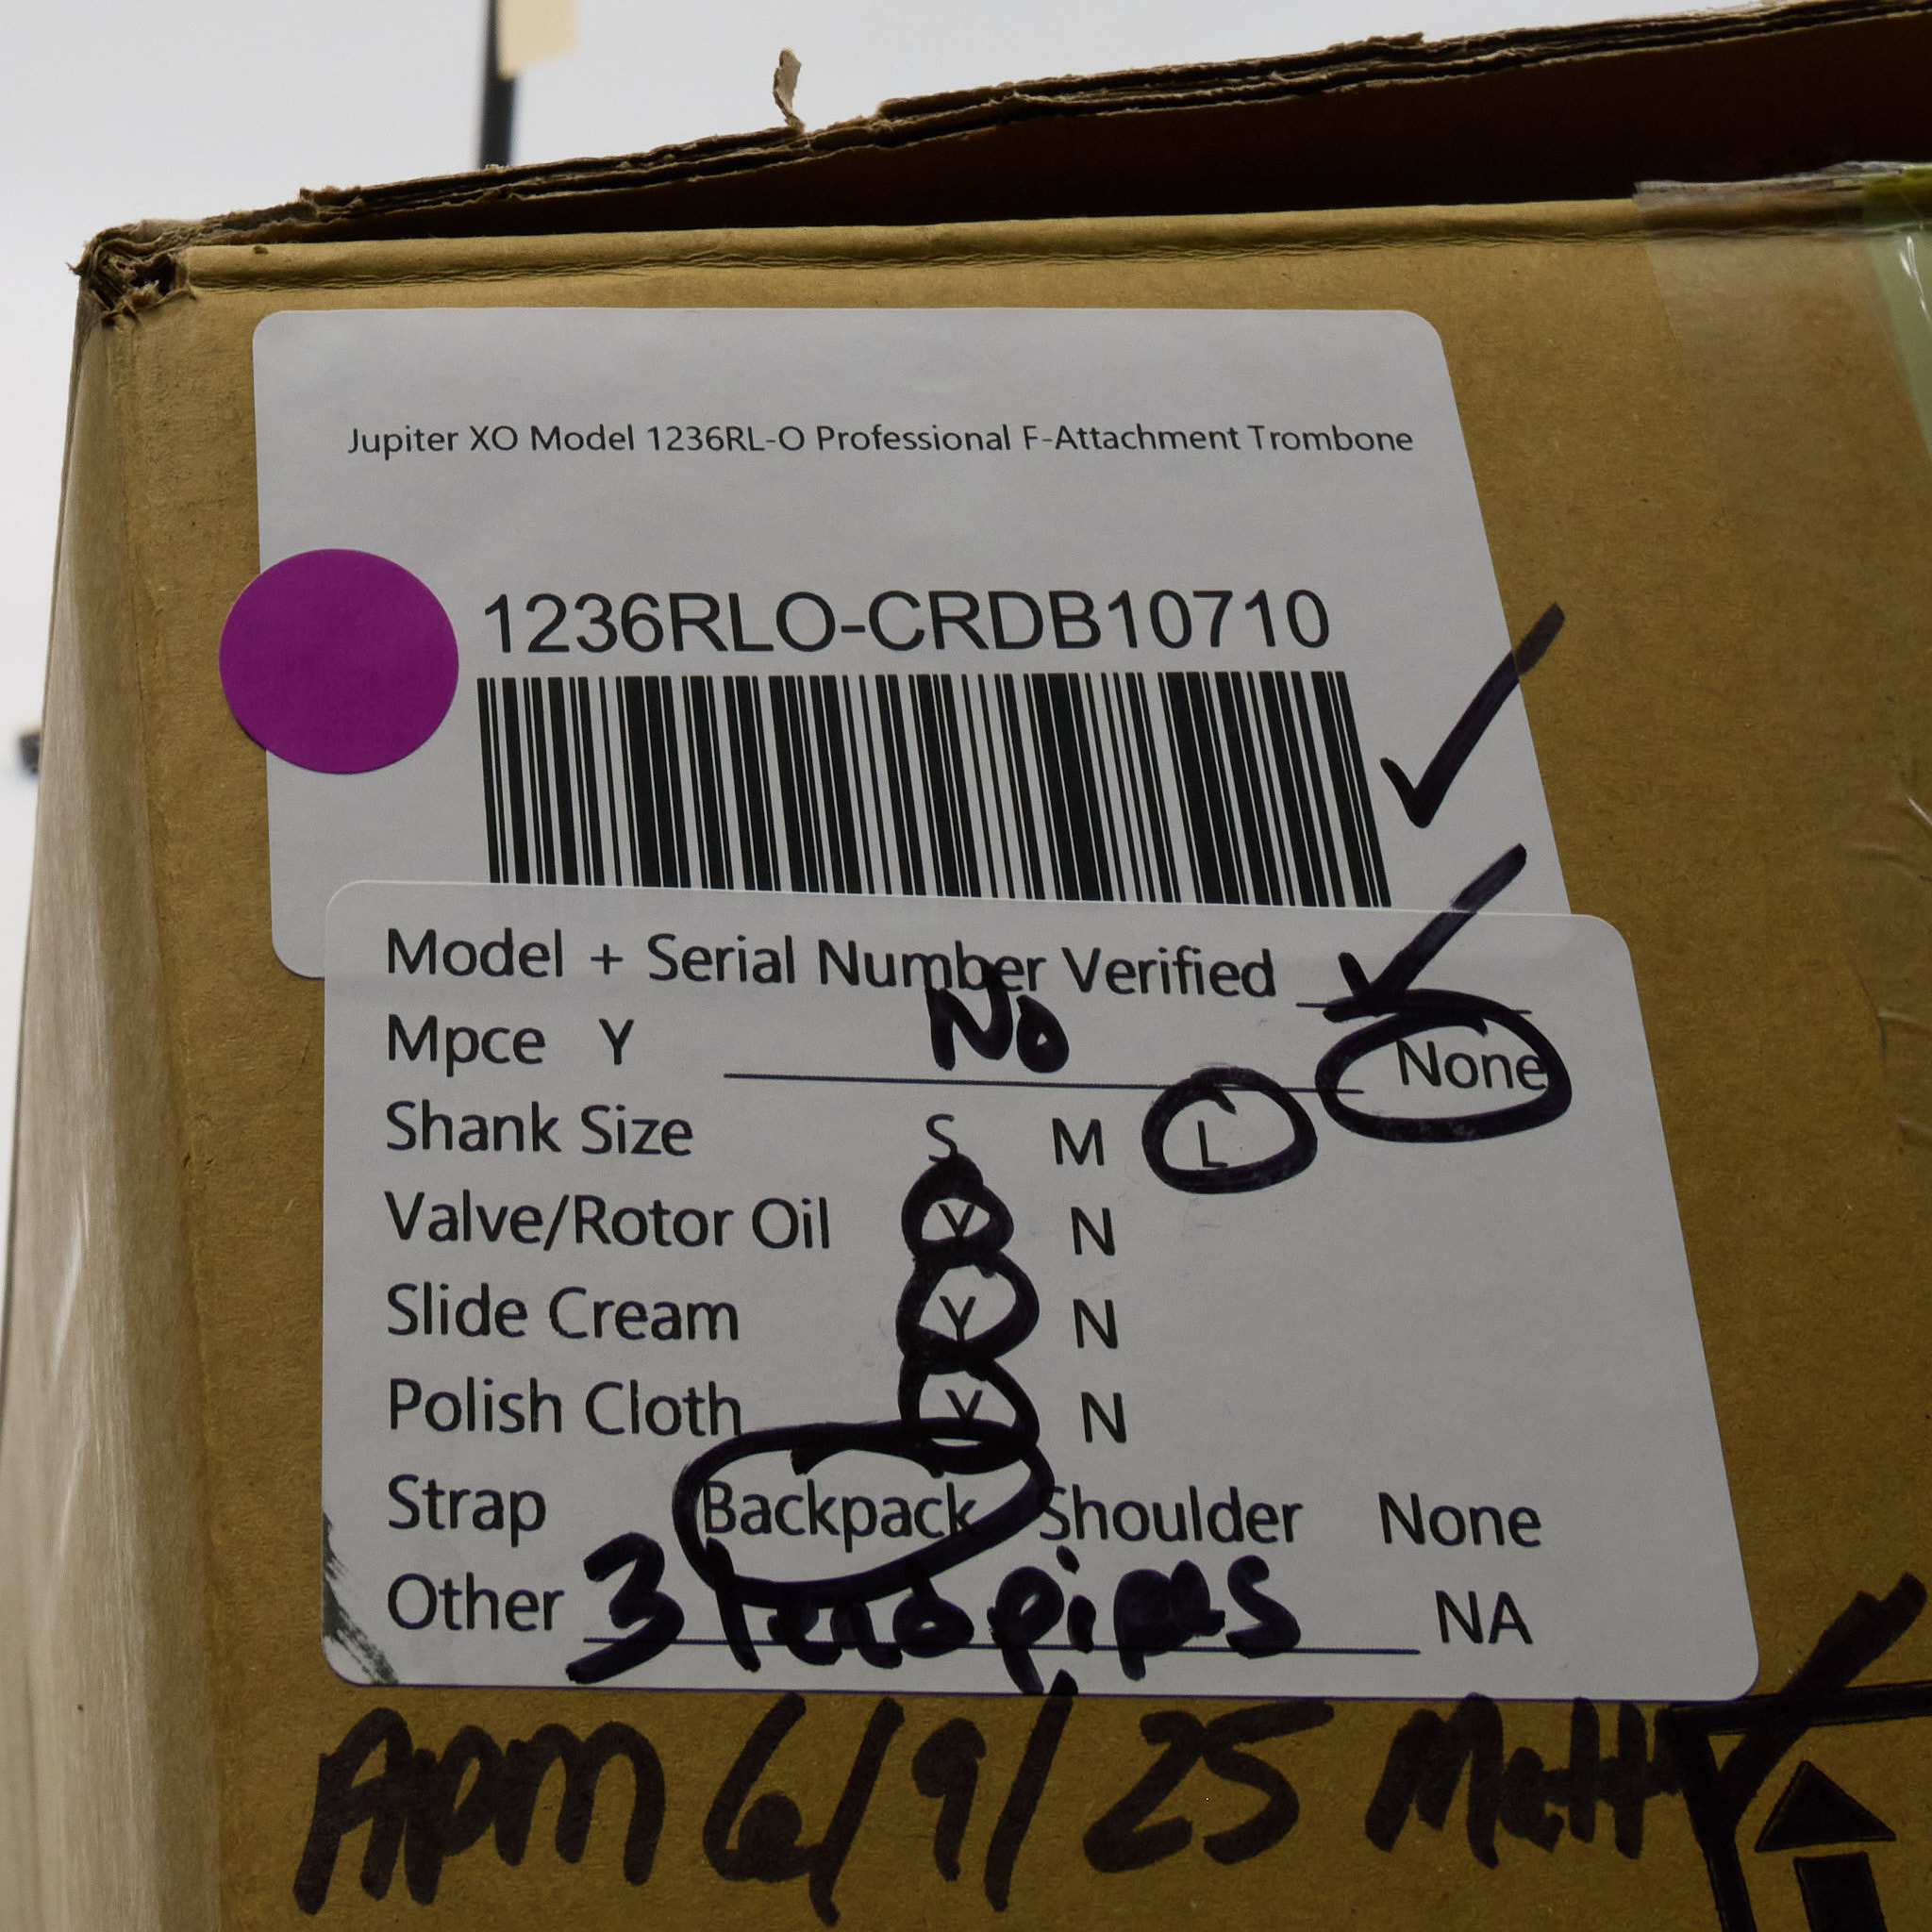 Jupiter XO Model 1236RL-O Professional F-Attachment Trombone
1236RLO-CRDB10710
Model + Serial Number Verified
Mpce Y No None
Shank Size S M L
Valve/Rotor Oil Y N
Slide Cream Y N
Polish Cloth Y N
Strap Backpack Shoulder None
Other 3 leadpipes NA
6/9/25